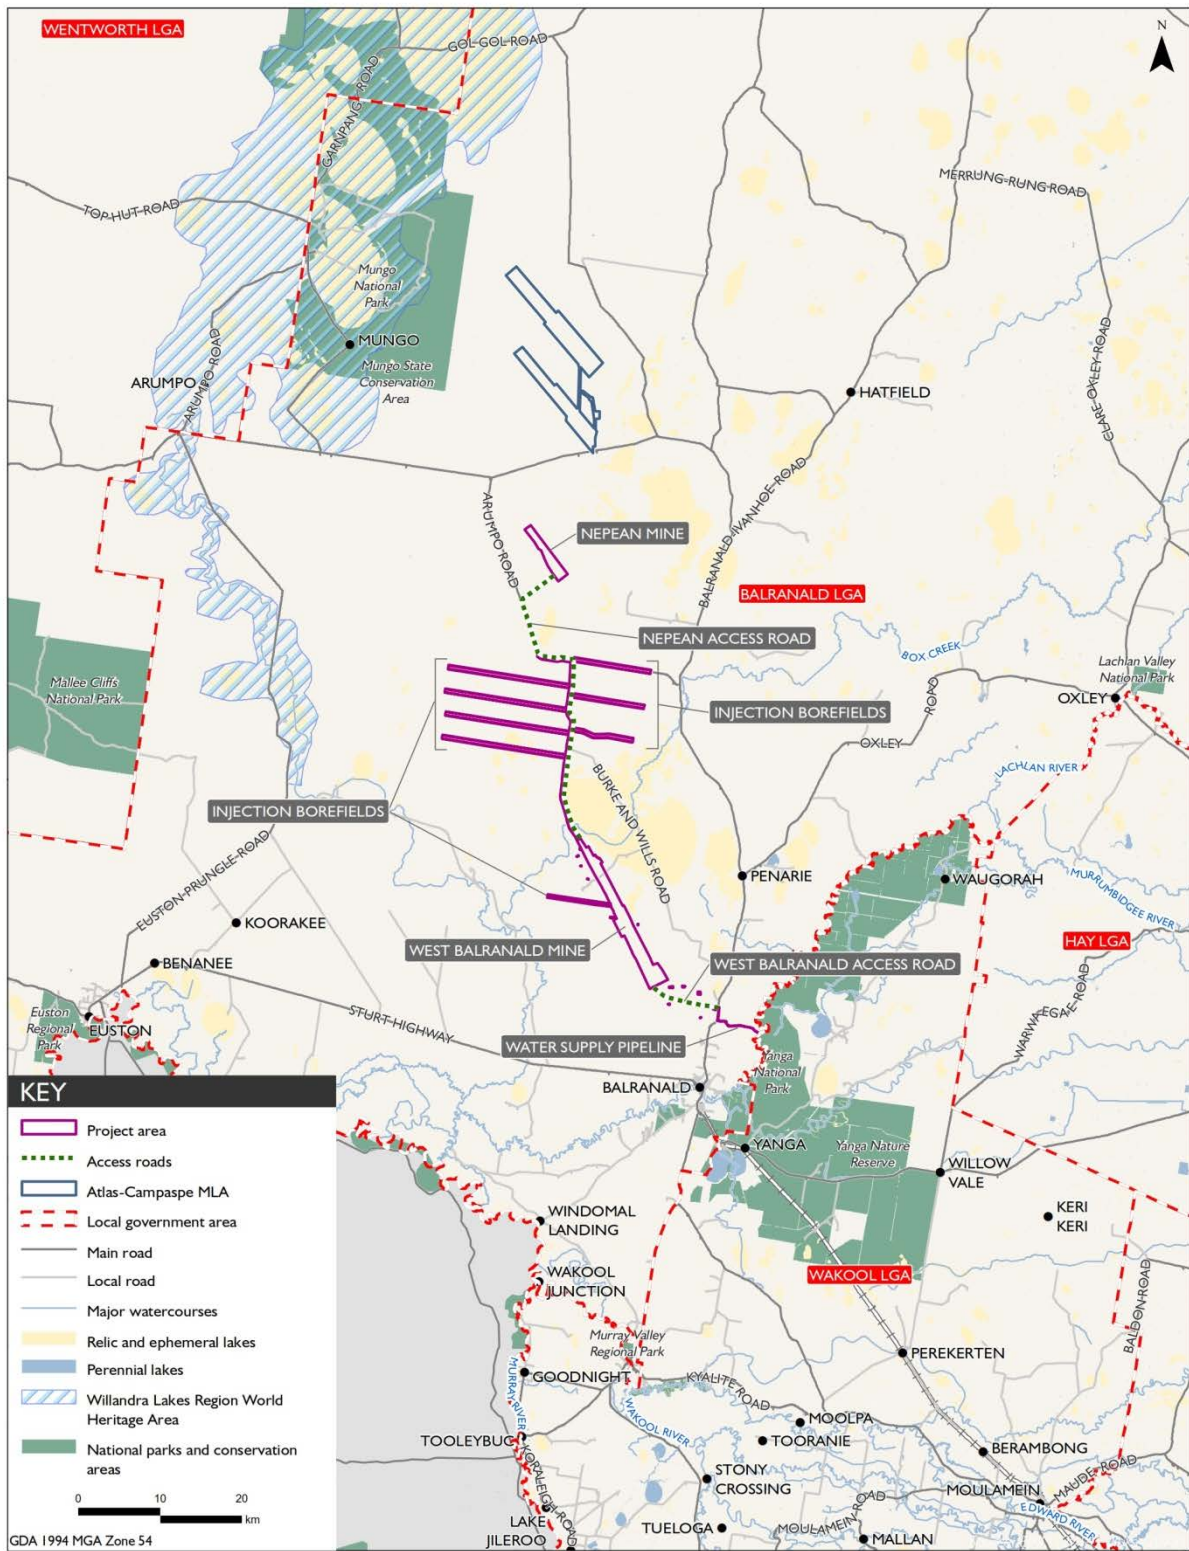 WENTWORTH LGA
N
GOL GOL ROAD
GARNPANG ROAD
MERRUNG-RUNG ROAD
TOP HUT ROAD
Mungo
National
Park
MUNGO
Mungo State
Conservation
Area
ARUMPO
ARUMPO ROAD
HATFIELD
CLARE-OXLEY-ROAD
ARUMPO ROAD
BALRANALD-IVANHOE-ROAD
NEPEAN MINE
BALRANALD LGA
NEPEAN ACCESS ROAD
BOX CREEK
Lachlan Valley
National Park
Mallee Cliffs
National Park
OXLEY
INJECTION BOREFIELDS
OXLEY
ROAD
LACHLAN RIVER
INJECTION BOREFIELDS
BURKE AND WILLS ROAD
PENARIE
WAUGORAH
MURRUMBIDGEE RIVER
EUSTON-PRUNGLE-ROAD
KOORAKEE
WEST BALRANALD MINE
HAY LGA
BENANEE
WEST BALRANALD ACCESS ROAD
Euston
Regional
Park
EUSTON
STURT HIGHWAY
WARWAEGAE ROAD
WATER SUPPLY PIPELINE
Yanga
National
Park
BALRANALD
YANGA
Yanga Nature
Reserve
WILLOW
VALE
KERI
KERI
WINDOMAL
LANDING
WAKOOL
JUNCTION
WAKOOL LGA
BALDON ROAD
Murray Valley
Regional Park
PEREKERTEN
MURRAY RIVER
GOODNIGHT
KYALITE ROAD
WAKOOL RIVER
MOOLPA
TOORANIE
TOOLEYBUC
KORALEIGH ROAD
BERAMBONG
STONY
CROSSING
MOULAMEIN
MAUDE-ROAD
EDWARD RIVER
LAKE
JILEROO
TUELOGA
MOULAMEIN ROAD
MALLAN
KEY
Project area
Access roads
Atlas-Campaspe MLA
Local government area
Main road
Local road
Major watercourses
Relic and ephemeral lakes
Perennial lakes
Willandra Lakes Region World
Heritage Area
National parks and conservation
areas
0 10 20
km
GDA 1994 MGA Zone 54